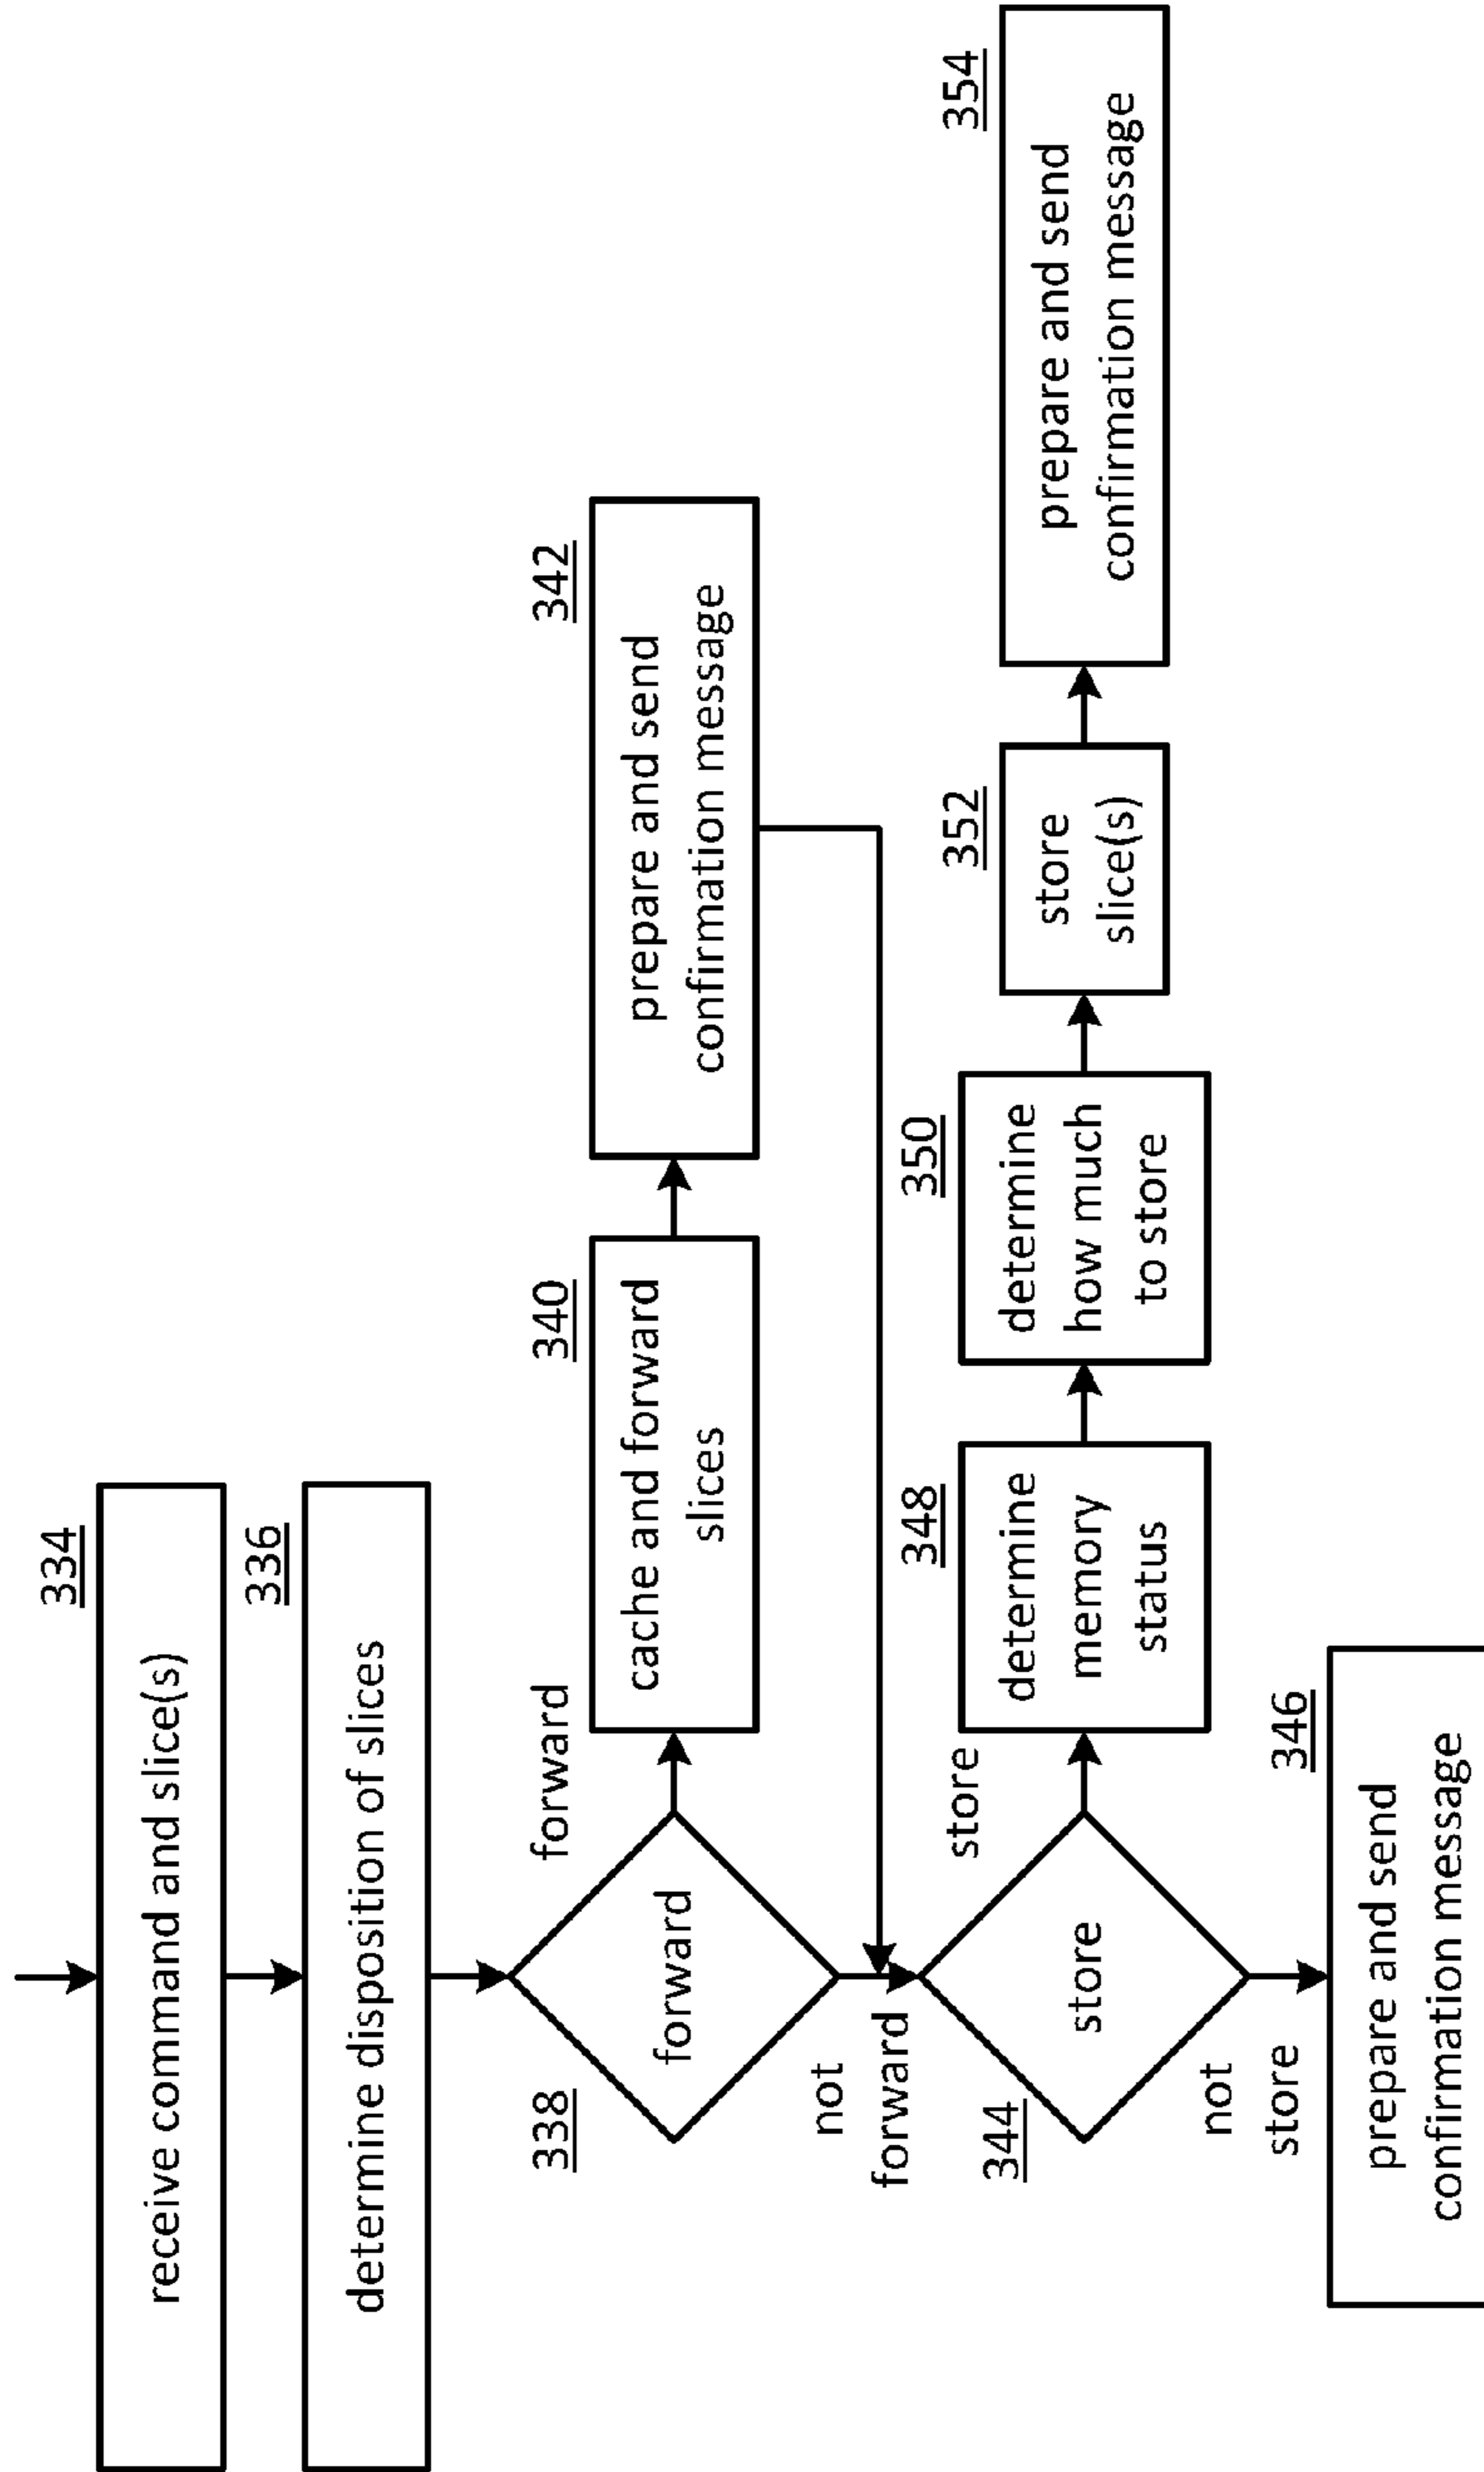 334
receive command and slice(s)
336
determine disposition of slices
338
forward
forward
340
cache and forward
slices
342
prepare and send
confirmation message
not
forward
344
store
store
348
determine
memory
status
350
determine
how much
to store
352
store
slice(s)
354
prepare and send
confirmation message
not
store
346
prepare and send
confirmation message